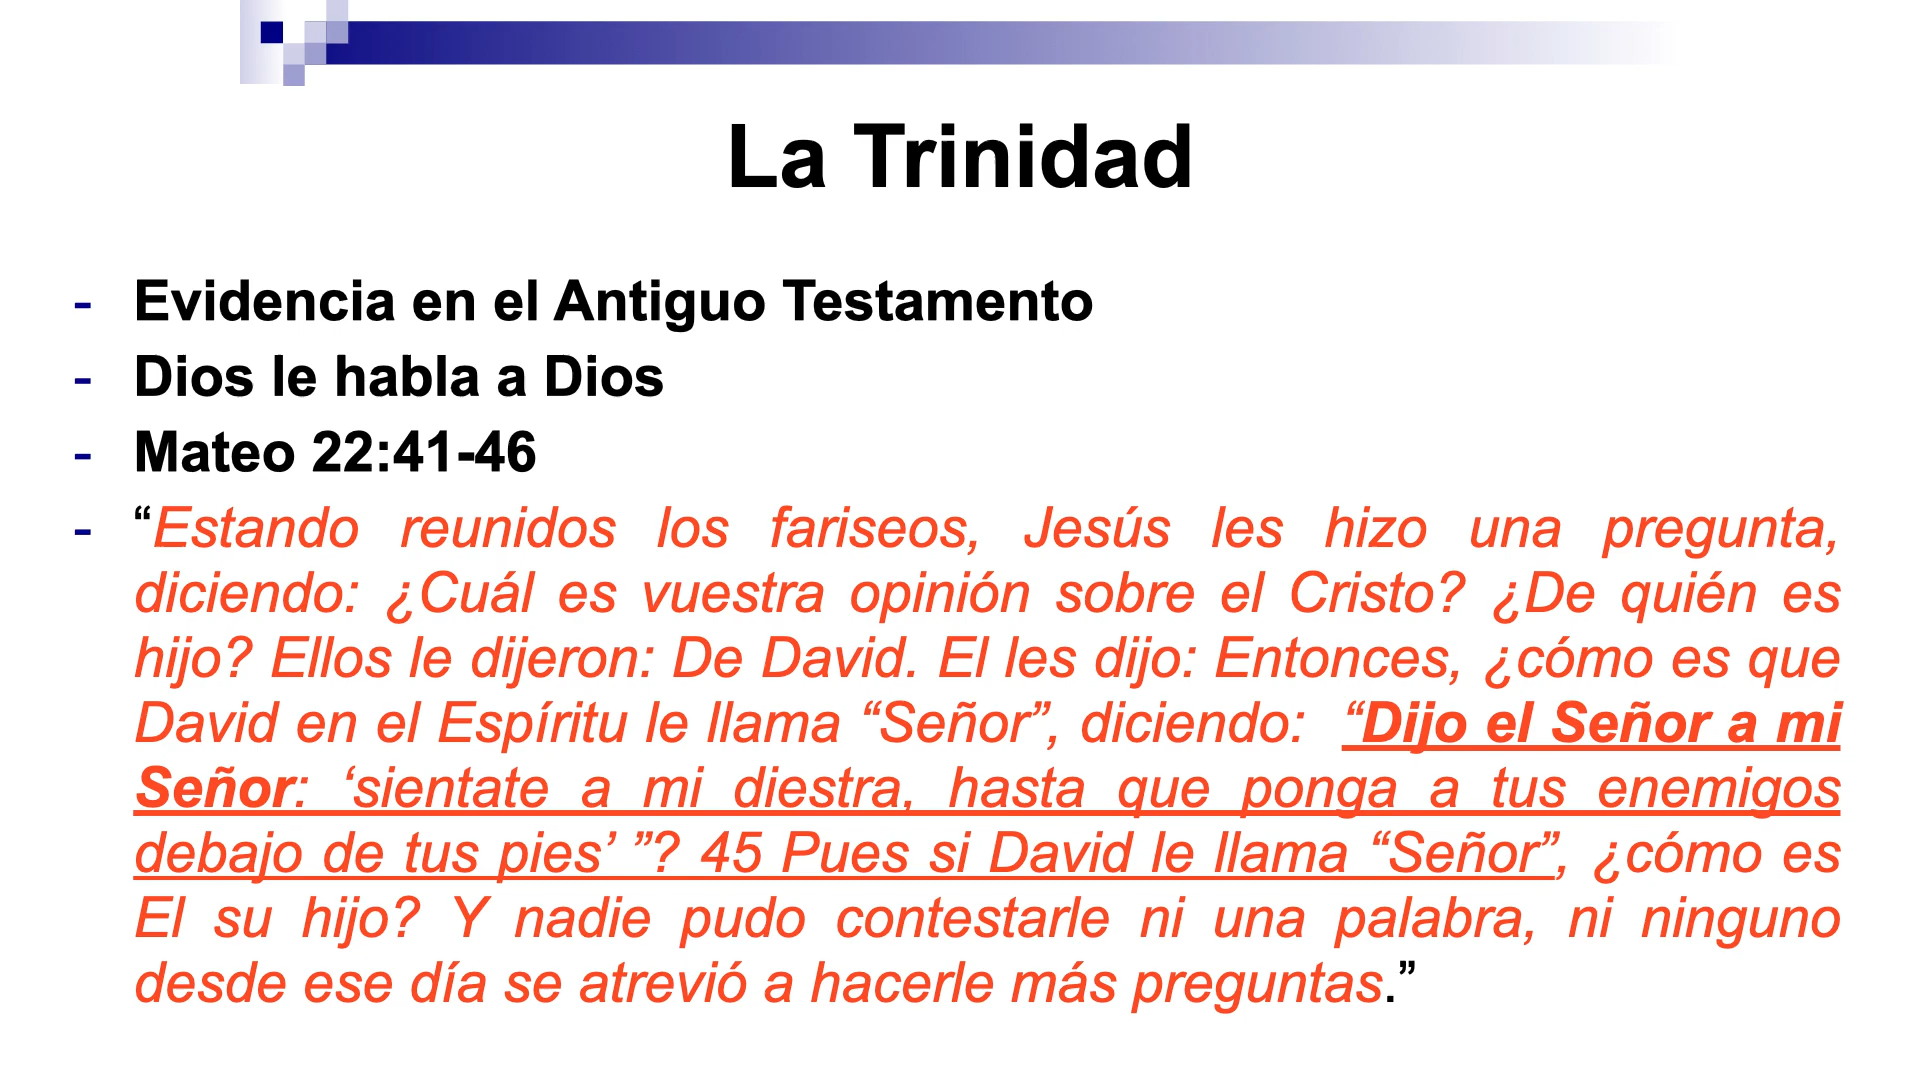 La Trinidad
- Evidencia en el Antiguo Testamento
- Dios le habla a Dios
- Mateo 22:41-46
- “Estando reunidos los fariseos, Jesús les hizo una pregunta,
diciendo: ¿Cuál es vuestra opinión sobre el Cristo? ¿De quién es
hijo? Ellos le dijeron: De David. El les dijo: Entonces, ¿cómo es que
David en el Espíritu le llama “Señor”, diciendo: “Dijo el Señor a mi
Señor: ‘sientate a mi diestra, hasta que ponga a tus enemigos
debajo de tus pies’ ”? 45 Pues si David le llama “Señor”, ¿cómo es
El su hijo? Y nadie pudo contestarle ni una palabra, ni ninguno
desde ese día se atrevió a hacerle más preguntas.”